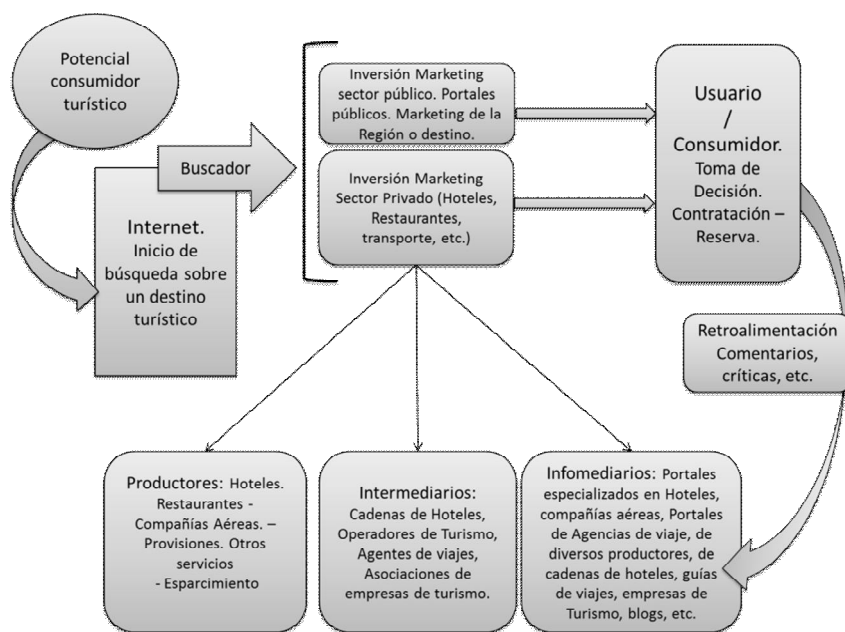 Potencial
consumidor
turístico
Internet.
Inicio de
búsqueda sobre
un destino
turístico
Buscador
Inversión Marketing
sector público. Portales
públicos. Marketing de la
Región o destino.
Inversión Marketing
Sector Privado (Hoteles,
Restaurantes,
transporte, etc.)
Usuario
/
Consumidor.
Toma de
Decisión.
Contratación –
Reserva.
Retroalimentación
Comentarios,
críticas, etc.
Productores: Hoteles.
Restaurantes -
Compañías Aéreas. –
Provisiones. Otros
servicios
- Esparcimiento
Intermediarios:
Cadenas de Hoteles,
Operadores de Turismo,
Agentes de viajes,
Asociaciones de
empresas de turismo.
Infomediarios: Portales
especializados en Hoteles,
compañías aéreas, Portales
de Agencias de viaje, de
diversos productores, de
cadenas de hoteles, guías
de viajes, empresas de
Turismo, blogs, etc.